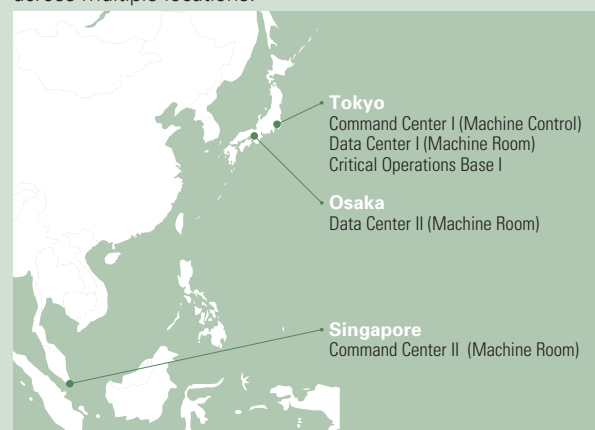 across multiple locations.
Tokyo
Command Center I (Machine Control)
Data Center I (Machine Room)
Critical Operations Base I
Osaka
Data Center II (Machine Room)
Singapore
Command Center II (Machine Room)